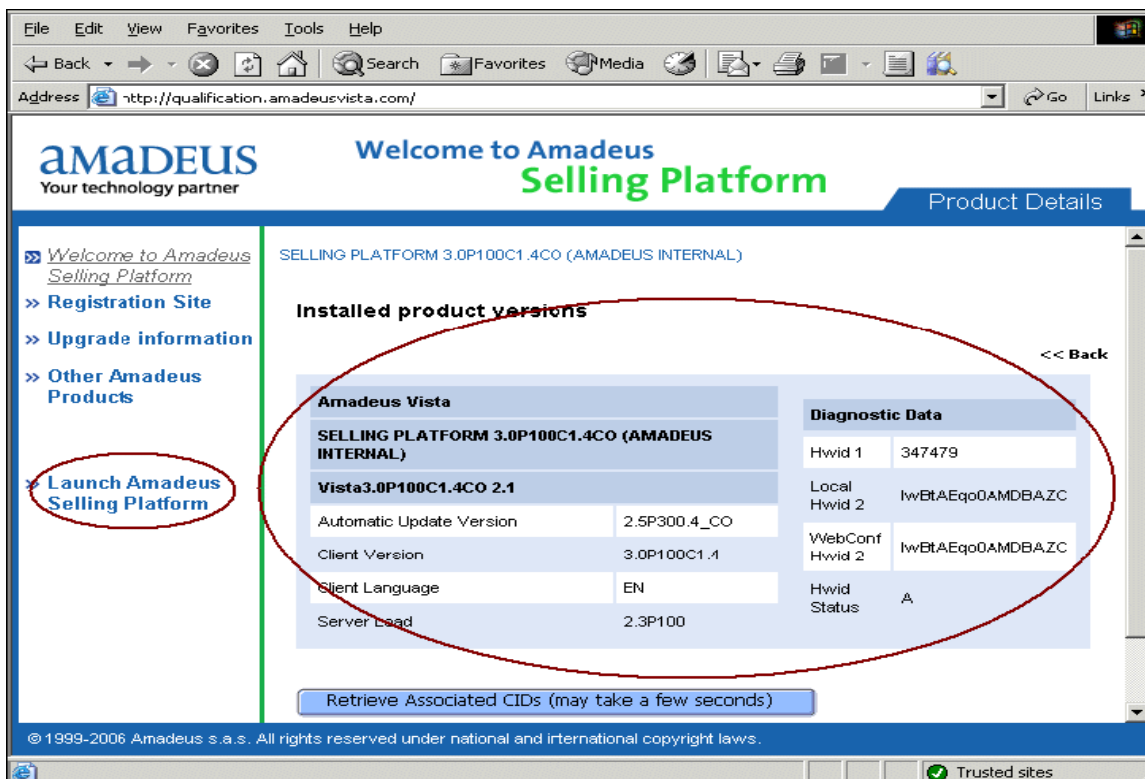 File Edit View Favorites Tools Help
Back Search Favorites Media
Address http://qualification.amadeusvista.com/ Go Links
aMaDEUS
Your technology partner
Welcome to Amadeus
Selling Platform
Product Details
Welcome to Amadeus
Selling Platform
» Registration Site
» Upgrade information
» Other Amadeus
Products
» Launch Amadeus
Selling Platform
SELLING PLATFORM 3.0P100C1.4CO (AMADEUS INTERNAL)
Installed product versions
<< Back
Amadeus Vista
SELLING PLATFORM 3.0P100C1.4CO (AMADEUS
INTERNAL)
Vista3.0P100C1.4CO 2.1
Automatic Update Version 2.5P300.4_CO
Client Version 3.0P100C1.4
Client Language EN
Server Load 2.3P100
Diagnostic Data
Hwid 1 347479
Local
Hwid 2 IwBtAEqo0AMDBAZC
WebConf
Hwid 2 IwBtAEqo0AMDBAZC
Hwid
Status A
Retrieve Associated CIDs (may take a few seconds)
© 1999-2006 Amadeus s.a.s. All rights reserved under national and international copyright laws.
Trusted sites